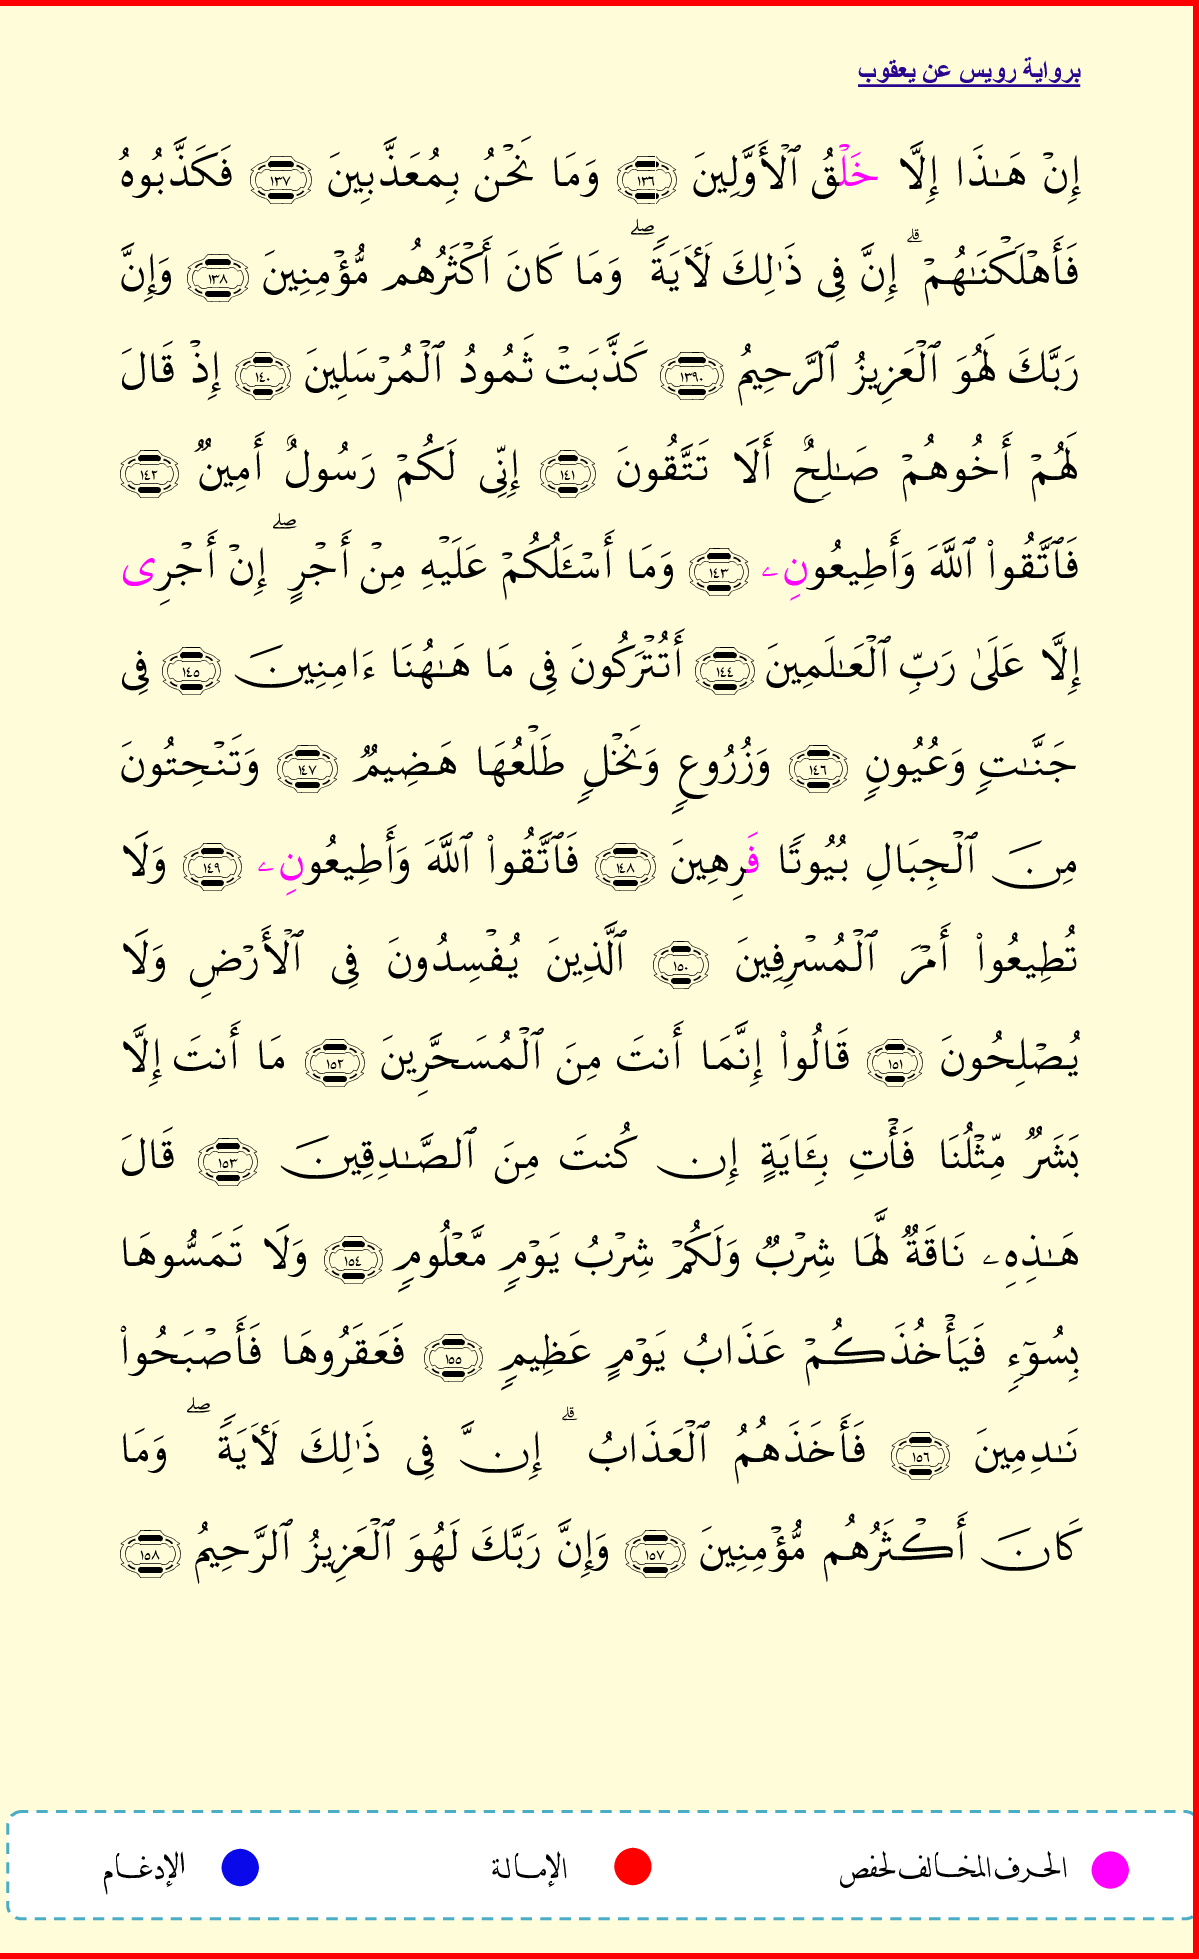 برواية رويس عن يعقوب
إِنْ هَـٰذَا إِلَّا خَلْقُ ٱلْأَوَّلِينَ ١٣٦ وَمَا نَحْنُ بِمُعَذَّبِينَ ١٣٧ فَكَذَّبُوهُ
فَأَهْلَكْنَـٰهُمْ ۗ إِنَّ فِى ذَٰلِكَ لَأٓيَةً ۖ وَمَا كَانَ أَكْثَرُهُم مُّؤْمِنِينَ ١٣٨ وَإِنَّ
رَبَّكَ لَهُوَ ٱلْعَزِيزُ ٱلرَّحِيمُ ١٣٩٠ كَذَّبَتْ ثَمُودُ ٱلْمُرْسَلِينَ ١٤٠ إِذْ قَالَ
لَهُمْ أَخُوهُمْ صَـٰلِحٌ أَلَا تَتَّقُونَ ١٤١ إِنِّى لَكُمْ رَسُولٌ أَمِينٌ ١٤٢
فَٱتَّقُوا۟ ٱللَّهَ وَأَطِيعُونِۦ ١٤٣ وَمَا أَسْـَٔلُكُمْ عَلَيْهِ مِنْ أَجْرٍ ۖ إِنْ أَجْرِى
إِلَّا عَلَىٰ رَبِّ ٱلْعَـٰلَمِينَ ١٤٤ أَتُتْرَكُونَ فِى مَا هَـٰهُنَا ءَامِنِينَ ١٤٥ فِى
جَنَّـٰتٍ وَعُيُونٍ ١٤٦ وَزُرُوعٍ وَنَخْلٍ طَلْعُهَا هَضِيمٌ ١٤٧ وَتَنْحِتُونَ
مِنَ ٱلْجِبَالِ بُيُوتًا فَرِهِينَ ١٤٨ فَٱتَّقُوا۟ ٱللَّهَ وَأَطِيعُونِۦ ١٤٩ وَلَا
تُطِيعُوا۟ أَمْرَ ٱلْمُسْرِفِينَ ١٥٠ ٱلَّذِينَ يُفْسِدُونَ فِى ٱلْأَرْضِ وَلَا
يُصْلِحُونَ ١٥١ قَالُوا۟ إِنَّمَا أَنتَ مِنَ ٱلْمُسَحَّرِينَ ١٥٢ مَا أَنتَ إِلَّا
بَشَرٌ مِّثْلُنَا فَأْتِ بِـَٔايَةٍ إِن كُنتَ مِنَ ٱلصَّـٰدِقِينَ ١٥٣ قَالَ
هَـٰذِهِۦ نَاقَةٌ لَّهَا شِرْبٌ وَلَكُمْ شِرْبُ يَوْمٍ مَّعْلُومٍ ١٥٤ وَلَا تَمَسُّوهَا
بِسُوٓءٍ فَيَأْخُذَكُمْ عَذَابُ يَوْمٍ عَظِيمٍ ١٥٥ فَعَقَرُوهَا فَأَصْبَحُوا۟
نَـٰدِمِينَ ١٥٦ فَأَخَذَهُمُ ٱلْعَذَابُ ۗ إِنَّ فِى ذَٰلِكَ لَأٓيَةً ۖ وَمَا
كَانَ أَكْثَرُهُم مُّؤْمِنِينَ ١٥٧ وَإِنَّ رَبَّكَ لَهُوَ ٱلْعَزِيزُ ٱلرَّحِيمُ ١٥٨
الحرف المخالف لحفص الإمالة الإدغام